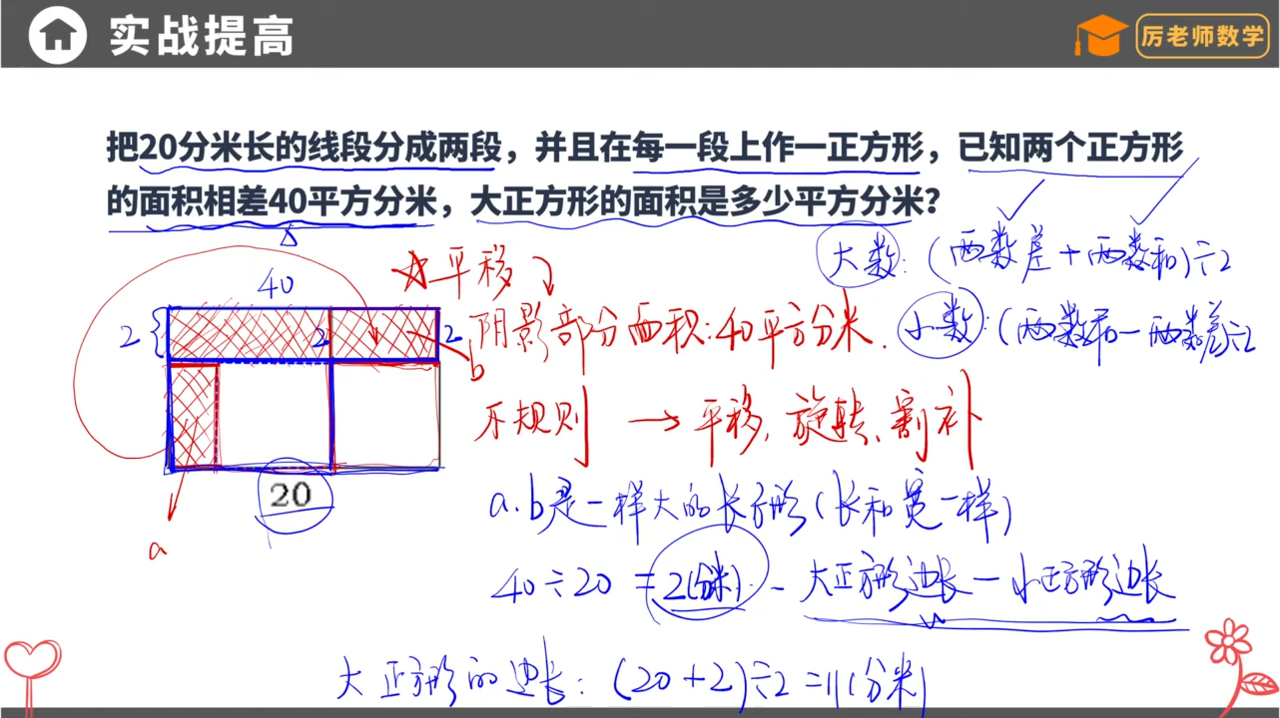 实战提高
厉老师数学
把20分米长的线段分成两段，并且在每一段上作一正方形，已知两个正方形
的面积相差40平方分米，大正方形的面积是多少平方分米？
大数：(两数差+两数和)÷2
平移
40
2
2
2
阴影部分面积：40平方分米.
小数：(两数和-两数差)÷2
b
不规则 → 平移、旋转、割补
20
a.b是一样大的长方形(长和宽一样)
a
40÷20=2(分米). 大正方形边长-小正方形边长
大正方形的边长：(20+2)÷2=11(分米)